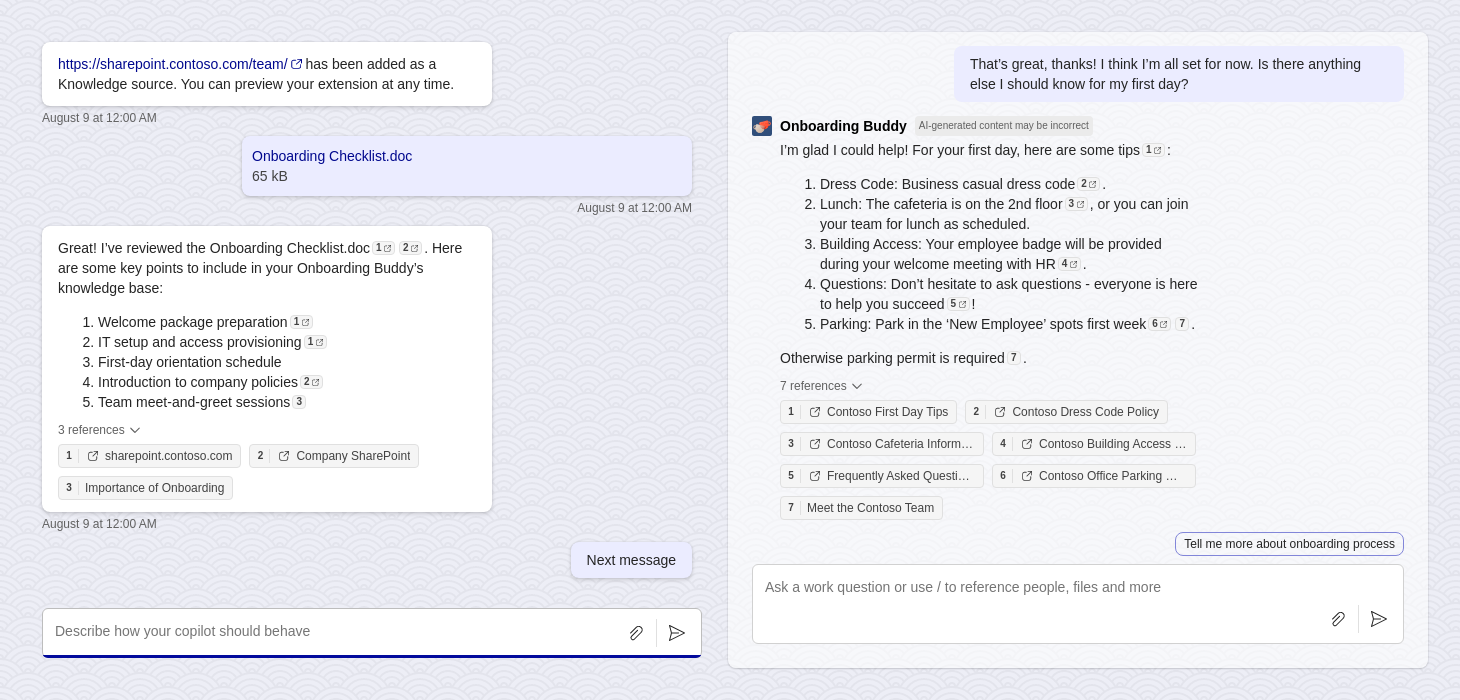 https://sharepoint.contoso.com/team/ has been added as a
Knowledge source. You can preview your extension at any time.
August 9 at 12:00 AM
Onboarding Checklist.doc
65 kB
August 9 at 12:00 AM
Great! I’ve reviewed the Onboarding Checklist.doc 1 2 . Here
are some key points to include in your Onboarding Buddy’s
knowledge base:
1. Welcome package preparation 1
2. IT setup and access provisioning 1
3. First-day orientation schedule
4. Introduction to company policies 2
5. Team meet-and-greet sessions 3
3 references
1 sharepoint.contoso.com 2 Company SharePoint
3 Importance of Onboarding
August 9 at 12:00 AM
Next message
Describe how your copilot should behave
That’s great, thanks! I think I’m all set for now. Is there anything
else I should know for my first day?
Onboarding Buddy AI-generated content may be incorrect
I’m glad I could help! For your first day, here are some tips 1 :
1. Dress Code: Business casual dress code 2 .
2. Lunch: The cafeteria is on the 2nd floor 3 , or you can join
your team for lunch as scheduled.
3. Building Access: Your employee badge will be provided
during your welcome meeting with HR 4 .
4. Questions: Don’t hesitate to ask questions - everyone is here
to help you succeed 5 !
5. Parking: Park in the ‘New Employee’ spots first week 6 7 .
Otherwise parking permit is required 7 .
7 references
1 Contoso First Day Tips 2 Contoso Dress Code Policy
3 Contoso Cafeteria Inform… 4 Contoso Building Access …
5 Frequently Asked Questi… 6 Contoso Office Parking …
7 Meet the Contoso Team
Tell me more about onboarding process
Ask a work question or use / to reference people, files and more